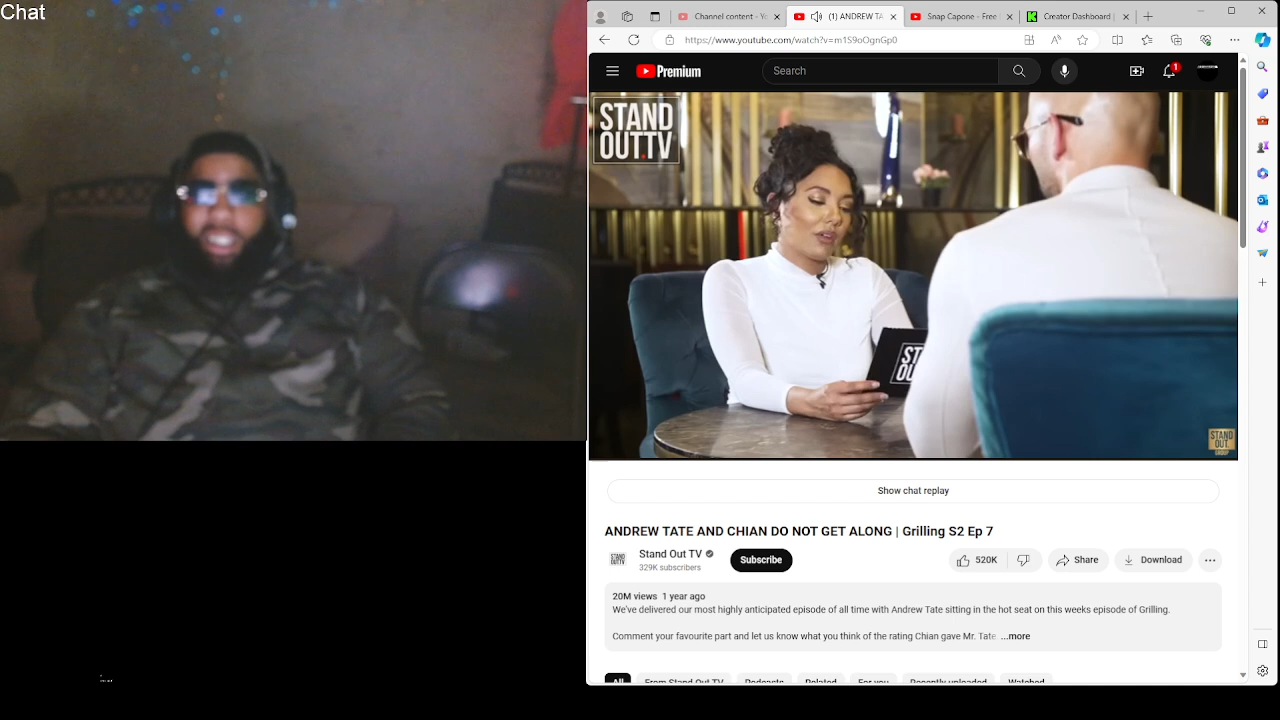 Chat
Channel content - Yo
(1) ANDREW TA
Snap Capone - Free
Creator Dashboard
https://www.youtube.com/watch?v=m1S9oOgnGp0
Premium
Search
1
STAND
OUTTV
STAND
OUT
GROUP
Show chat replay
ANDREW TATE AND CHIAN DO NOT GET ALONG | Grilling S2 Ep 7
Stand Out TV
329K subscribers
Subscribe
520K
Share
Download
20M views 1 year ago
We've delivered our most highly anticipated episode of all time with Andrew Tate sitting in the hot seat on this weeks episode of Grilling.
Comment your favourite part and let us know what you think of the rating Chian gave Mr. Tate ...more
All
From Stand Out TV
Podcasts
Related
For you
Recently uploaded
Watched